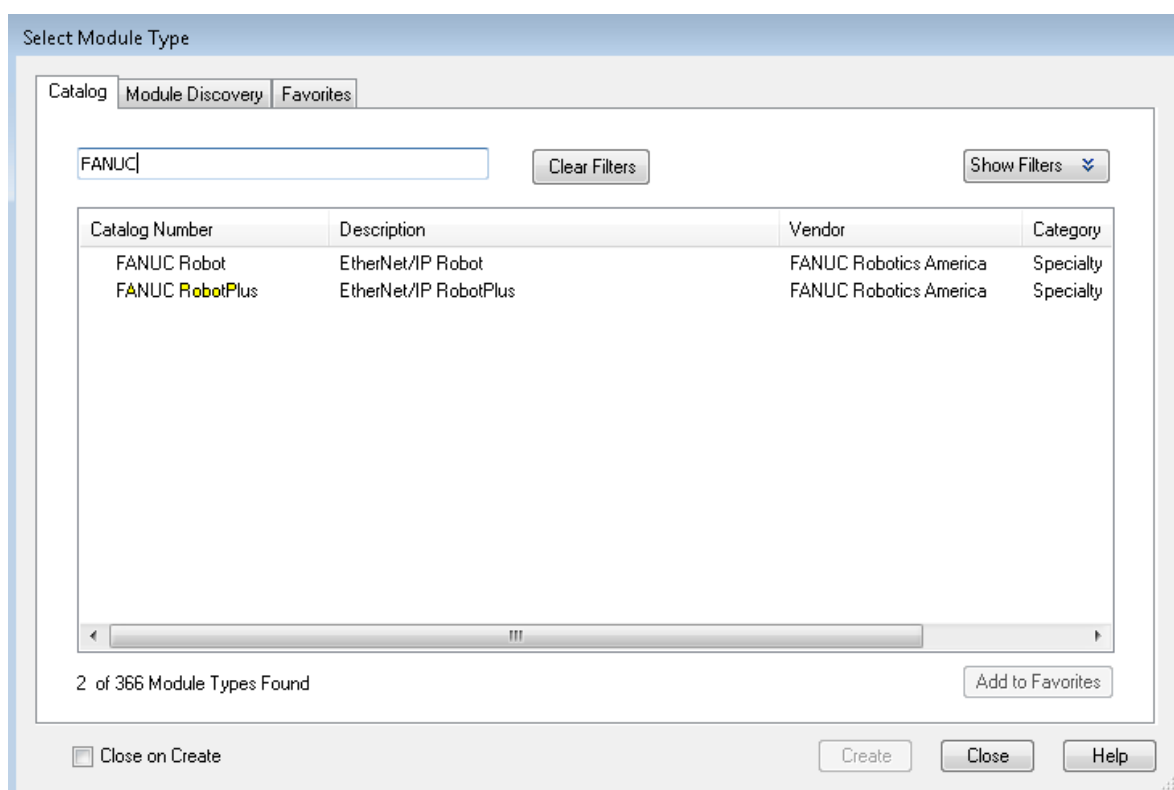 Select Module Type
Catalog Module Discovery Favorites
FANUC Clear Filters Show Filters
Catalog Number Description Vendor Category
FANUC Robot EtherNet/IP Robot FANUC Robotics America Specialty
FANUC RobotPlus EtherNet/IP RobotPlus FANUC Robotics America Specialty
2 of 366 Module Types Found Add to Favorites
Close on Create Create Close Help